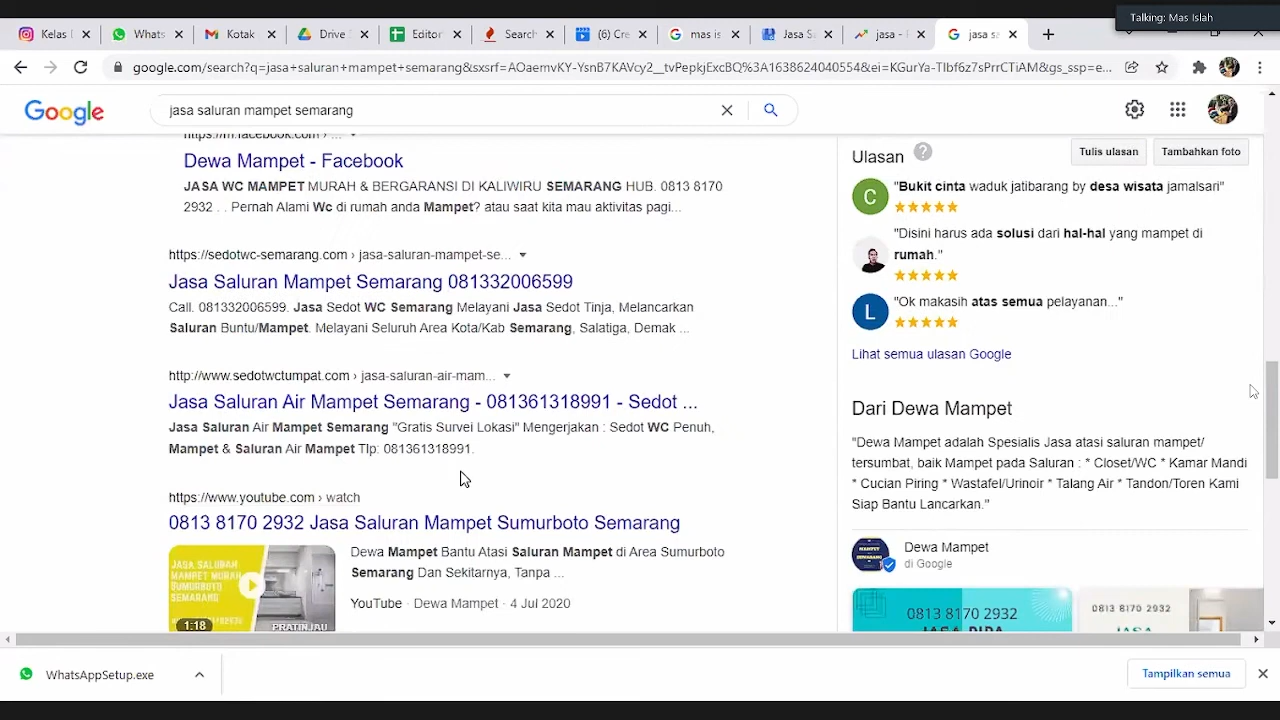 Talking: Mas Islah
Kelas I
Whats
Kotak
Drive
Editor
Search
(6) Cre
mas is
Jasa Sa
jasa -
jasa sa
google.com/search?q=jasa+saluran+mampet+semarang&sxsrf=AOaemvKY-YsnB7KAVcy2__tvPepkjExcBQ%3A1638624040554&ei=KGurYa-TIbf6z7sPrrCTiAM&gs_ssp=e...
Google
jasa saluran mampet semarang
https://m.facebook.com › ...
Dewa Mampet - Facebook
JASA WC MAMPET MURAH & BERGARANSI DI KALIWIRU SEMARANG HUB. 0813 8170
2932 . . Pernah Alami Wc di rumah anda Mampet? atau saat kita mau aktivitas pagi...
https://sedotwc-semarang.com › jasa-saluran-mampet-se...
Jasa Saluran Mampet Semarang 081332006599
Call. 081332006599. Jasa Sedot WC Semarang Melayani Jasa Sedot Tinja, Melancarkan
Saluran Buntu/Mampet. Melayani Seluruh Area Kota/Kab Semarang, Salatiga, Demak ...
http://www.sedotwctumpat.com › jasa-saluran-air-mam...
Jasa Saluran Air Mampet Semarang - 081361318991 - Sedot ...
Jasa Saluran Air Mampet Semarang "Gratis Survei Lokasi" Mengerjakan : Sedot WC Penuh,
Mampet & Saluran Air Mampet Tlp: 081361318991.
https://www.youtube.com › watch
0813 8170 2932 Jasa Saluran Mampet Sumurboto Semarang
JASA SALURAN
MAMPET MURAH
SUMURBOTO
SEMARANG
1:18
PRATINJAU
Dewa Mampet Bantu Atasi Saluran Mampet di Area Sumurboto
Semarang Dan Sekitarnya, Tanpa ...
YouTube · Dewa Mampet · 4 Jul 2020
Ulasan
Tulis ulasan
Tambahkan foto
C
"Bukit cinta waduk jatibarang by desa wisata jamalsari"
"Disini harus ada solusi dari hal-hal yang mampet di
rumah."
L
"Ok makasih atas semua pelayanan..."
Lihat semua ulasan Google
Dari Dewa Mampet
"Dewa Mampet adalah Spesialis Jasa atasi saluran mampet/
tersumbat, baik Mampet pada Saluran : * Closet/WC * Kamar Mandi
* Cucian Piring * Wastafel/Urinoir * Talang Air * Tandon/Toren Kami
Siap Bantu Lancarkan."
MAMPET
SEMARANG
Dewa Mampet
di Google
0813 8170 2932
JASA PIPA
0813 8170 2932
JASA
WhatsAppSetup.exe
Tampilkan semua